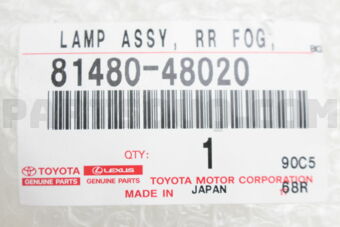 LAMP ASSY, RR FOG,
BG
81480-48020
QTY: 1
90C5
TOYOTA LEXUS
GENUINE PARTS GENUINE PARTS
TOYOTA MOTOR CORPORATION
MADE IN JAPAN
68R